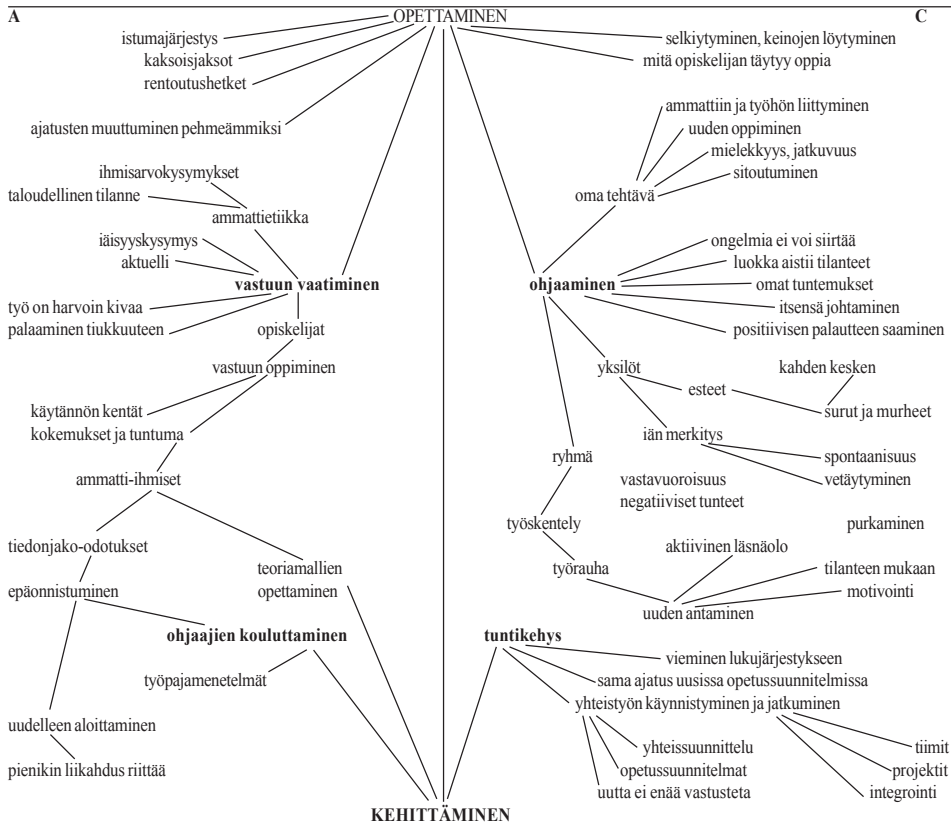 A
OPETTAMINEN
C
istumajärjestys
kaksoisjaksot
rentoutushetket
ajatusten muuttuminen pehmeämmiksi
ihmisarvokysymykset
taloudellinen tilanne
ammattietiikka
iäisyyskysymys
aktuelli
vastuun vaatiminen
työ on harvoin kivaa
palaaminen tiukkuuteen
opiskelijat
vastuun oppiminen
käytännön kentät
kokemukset ja tuntuma
ammatti-ihmiset
tiedonjako-odotukset
teoriamallien
opettaminen
epäonnistuminen
ohjaajien kouluttaminen
työpajamenetelmät
uudelleen aloittaminen
pienikin liikahdus riittää
selkiytyminen, keinojen löytyminen
mitä opiskelijan täytyy oppia
ammattiin ja työhön liittyminen
uuden oppiminen
mielekkyys, jatkuvuus
sitoutuminen
oma tehtävä
ongelmia ei voi siirtää
luokka aistii tilanteet
ohjaaminen
omat tuntemukset
itsensä johtaminen
positiivisen palautteen saaminen
yksilöt
kahden kesken
esteet
surut ja murheet
iän merkitys
ryhmä
spontaanisuus
vastavuoroisuus
vetäytyminen
negatiiviset tunteet
työskentely
purkaminen
aktiivinen läsnäolo
työrauha
tilanteen mukaan
motivointi
uuden antaminen
tuntikehys
vieminen lukujärjestykseen
sama ajatus uusissa opetussuunnitelmissa
yhteistyön käynnistyminen ja jatkuminen
yhteissuunnittelu
tiimit
opetussuunnitelmat
projektit
uutta ei enää vastusteta
integrointi
KEHITTÄMINEN